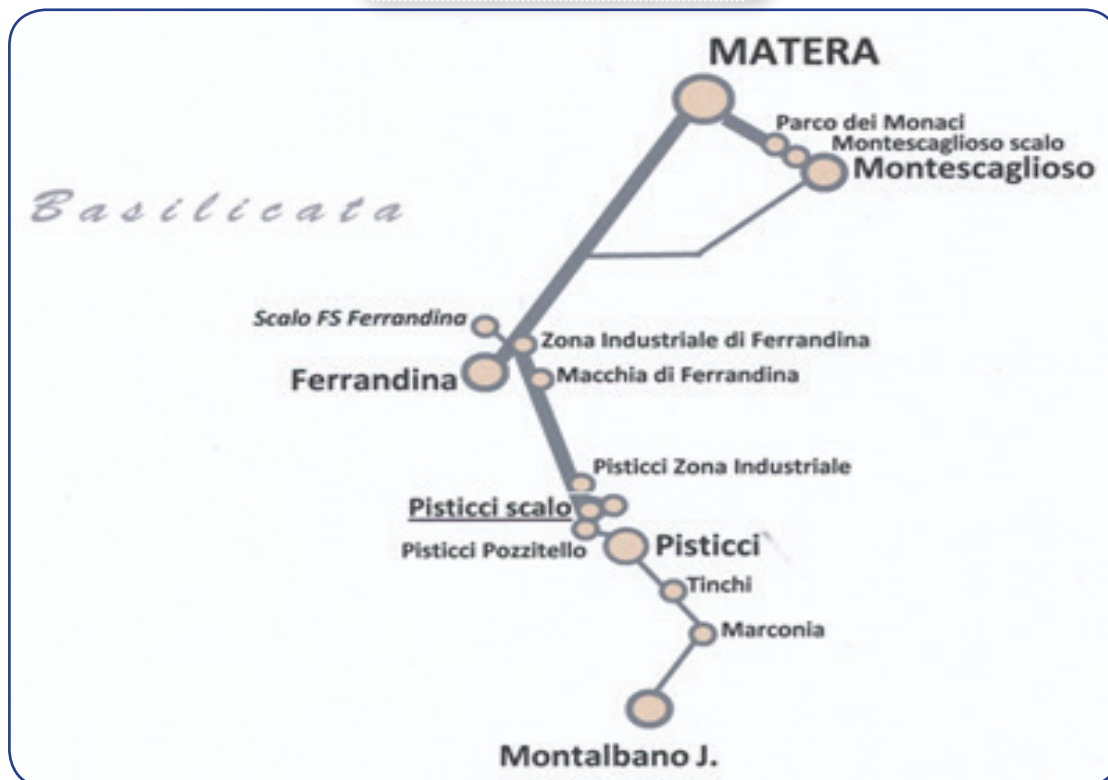 MATERA
Parco dei Monaci
Montescaglioso scalo
Montescaglioso
Basilicata
Scalo FS Ferrandina
Zona Industriale di Ferrandina
Ferrandina
Macchia di Ferrandina
Pisticci Zona Industriale
Pisticci scalo
Pisticci Pozzitello
Pisticci
Tinchi
Marconia
Montalbano J.